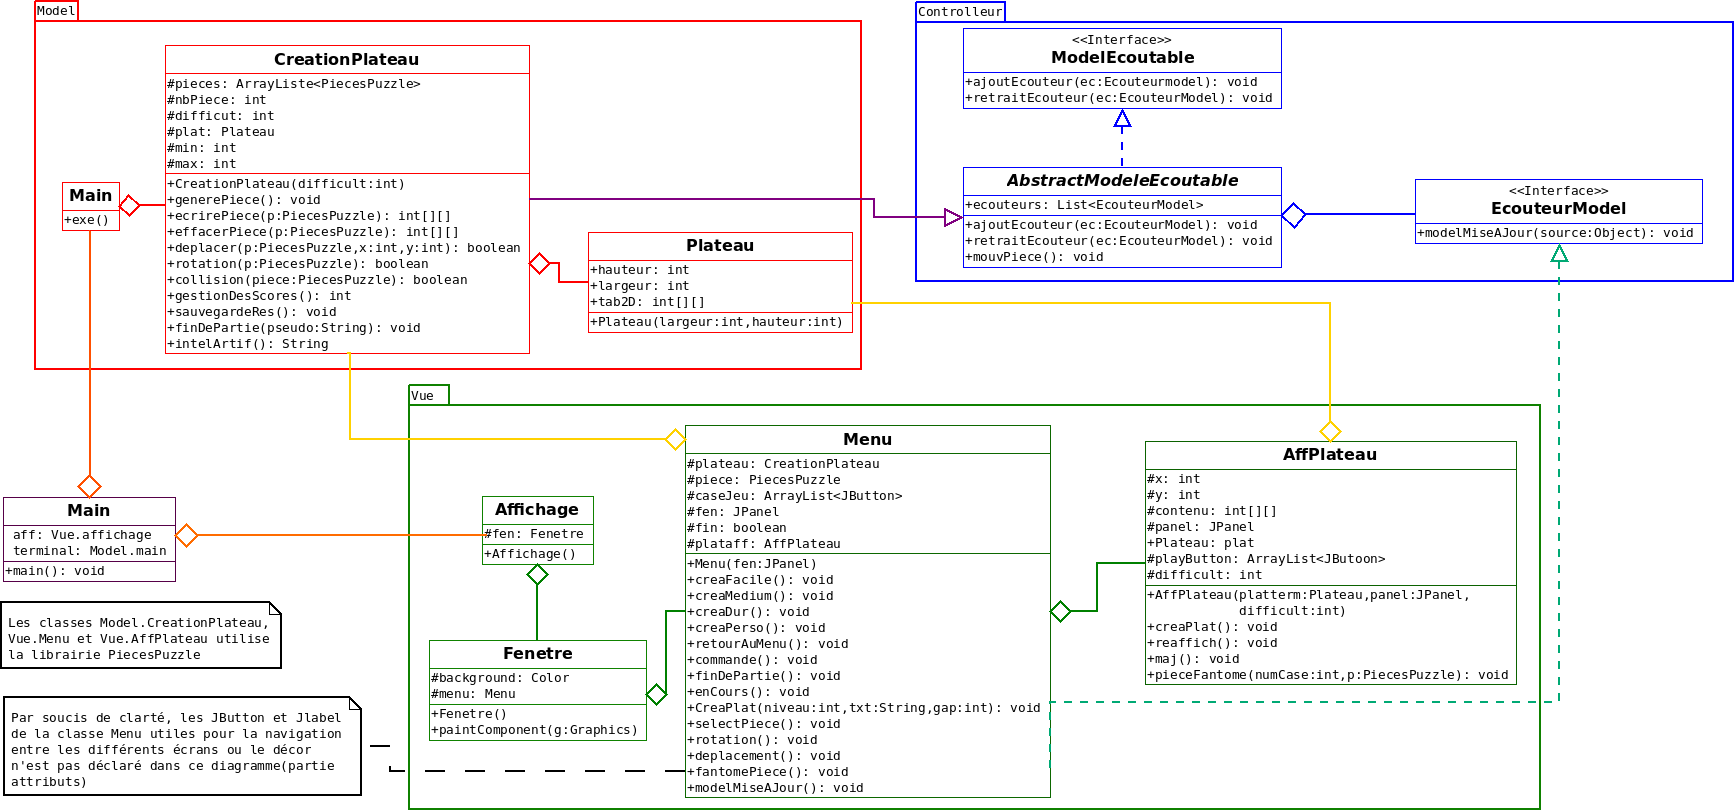 Model
CreationPlateau
#pieces: ArrayListe<PiecesPuzzle>
#nbPiece: int
#difficut: int
#plat: Plateau
#min: int
#max: int
+CreationPlateau(difficult:int)
+generePiece(): void
+ecrirePiece(p:PiecesPuzzle): int[][]
+effacerPiece(p:PiecesPuzzle): int[][]
+deplacer(p:PiecesPuzzle,x:int,y:int): boolean
+rotation(p:PiecesPuzzle): boolean
+collision(piece:PiecesPuzzle): boolean
+gestionDesScores(): int
+sauvegardeRes(): void
+finDePartie(pseudo:String): void
+intelArtif(): String
Main
+exe()
Plateau
+hauteur: int
+largeur: int
+tab2D: int[][]
+Plateau(largeur:int,hauteur:int)
Controlleur
<<Interface>>
ModelEcoutable
+ajoutEcouteur(ec:Ecouteurmodel): void
+retraitEcouteur(ec:EcouteurModel): void
AbstractModeleEcoutable
+ecouteurs: List<EcouteurModel>
+ajoutEcouteur(ec:EcouteurModel): void
+retraitEcouteur(ec:EcouteurModel): void
+mouvPiece(): void
<<Interface>>
EcouteurModel
+modelMiseAJour(source:Object): void
Vue
Menu
#plateau: CreationPlateau
#piece: PiecesPuzzle
#caseJeu: ArrayList<JButton>
#fen: JPanel
#fin: boolean
#plataff: AffPlateau
+Menu(fen:JPanel)
+creaFacile(): void
+creaMedium(): void
+creaDur(): void
+creaPerso(): void
+retourAuMenu(): void
+commande(): void
+finDePartie(): void
+enCours(): void
+CreaPlat(niveau:int,txt:String,gap:int): void
+selectPiece(): void
+rotation(): void
+deplacement(): void
+fantomePiece(): void
+modelMiseAJour(): void
AffPlateau
#x: int
#y: int
#contenu: int[][]
#panel: JPanel
+Plateau: plat
#playButton: ArrayList<JButoon>
#difficult: int
+AffPlateau(platterm:Plateau,panel:JPanel,
difficult:int)
+creaPlat(): void
+reaffich(): void
+maj(): void
+pieceFantome(numCase:int,p:PiecesPuzzle): void
Affichage
#fen: Fenetre
+Affichage()
Fenetre
#background: Color
#menu: Menu
+Fenetre()
+paintComponent(g:Graphics)
Main
aff: Vue.affichage
terminal: Model.main
+main(): void
Les classes Model.CreationPlateau,
Vue.Menu et Vue.AffPlateau utilise
la librairie PiecesPuzzle
Par soucis de clarté, les JButton et Jlabel
de la classe Menu utiles pour la navigation
entre les différents écrans ou le décor
n'est pas déclaré dans ce diagramme(partie
attributs)